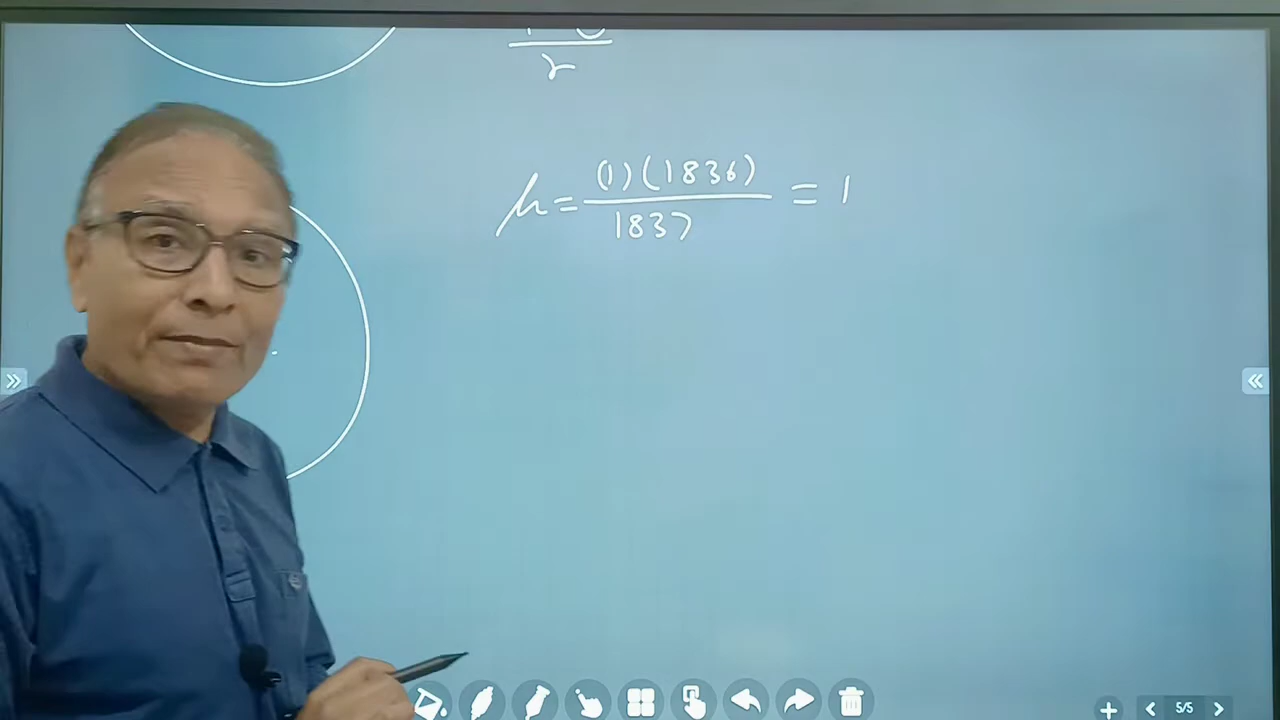 r
μ = (1)(1836) / 1837 = 1
5/5